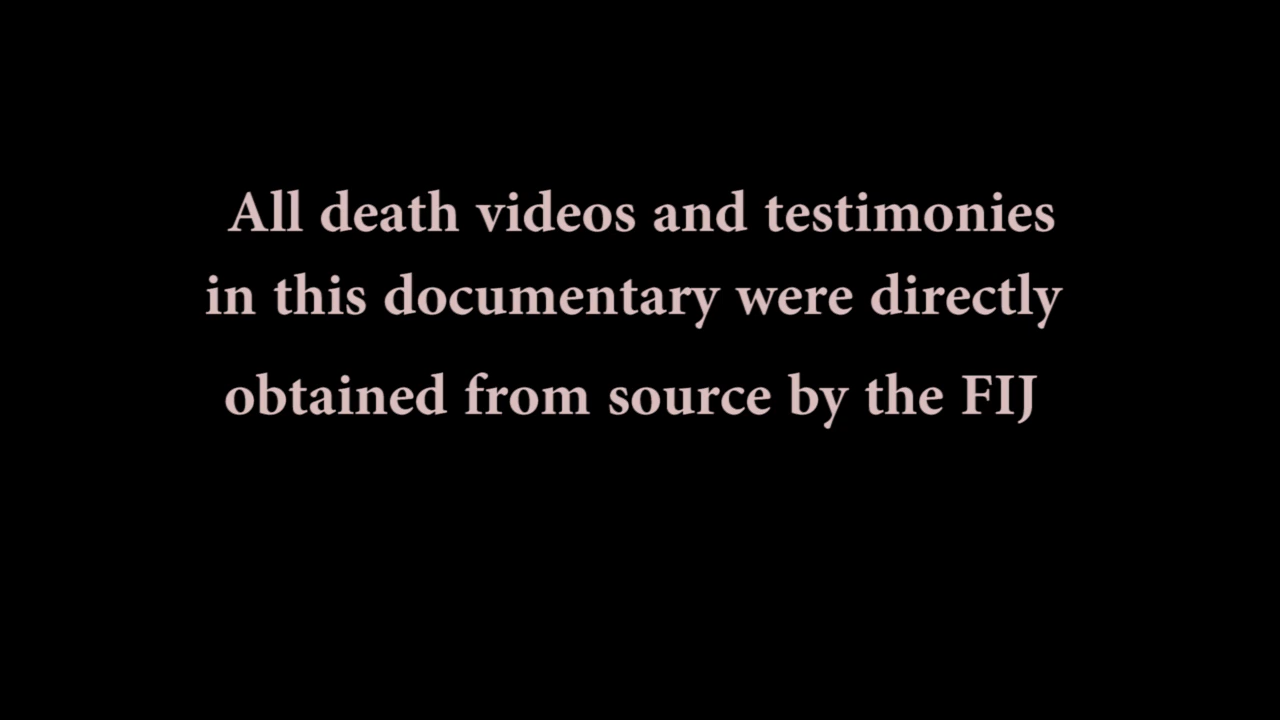 All death videos and testimonies
in this documentary were directly
obtained from source by the FIJ